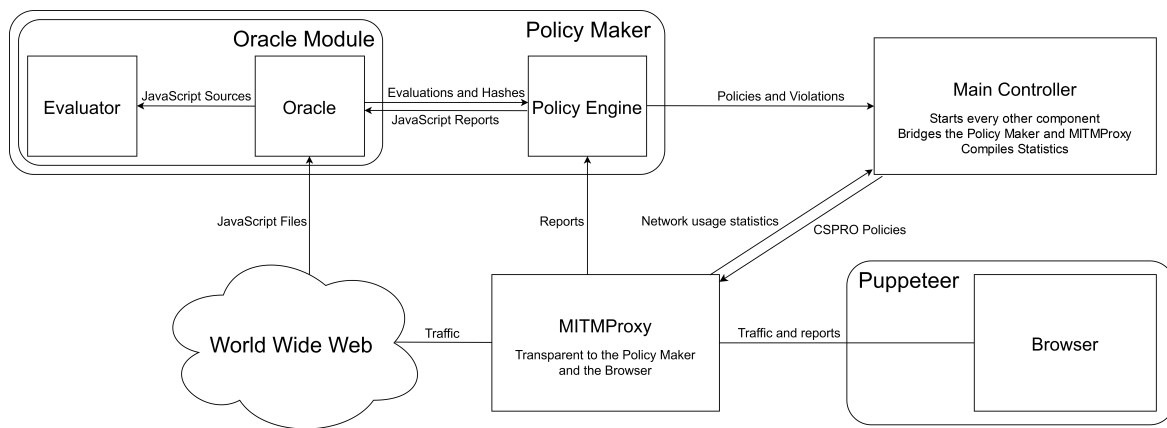 Oracle Module
Policy Maker
Evaluator
JavaScript Sources
Oracle
Evaluations and Hashes
JavaScript Reports
Policy Engine
Policies and Violations
Main Controller
Starts every other component
Bridges the Policy Maker and MITMProxy
Compiles Statistics
JavaScript Files
Reports
Network usage statistics
CSPRO Policies
World Wide Web
Traffic
MITMProxy
Transparent to the Policy Maker
and the Browser
Traffic and reports
Puppeteer
Browser